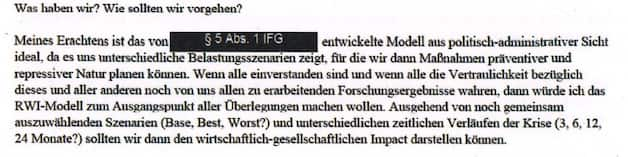 Was haben wir? Wie sollten wir vorgehen?
Meines Erachtens ist das von § 5 Abs. 1 IFG entwickelte Modell aus politisch-administrativer Sicht
ideal, da es uns unterschiedliche Belastungsszenarien zeigt, für die wir dann Maßnahmen präventiver und
repressiver Natur planen können. Wenn alle einverstanden sind und wenn alle die Vertraulichkeit bezüglich
dieses und aller anderen noch von uns allen zu erarbeitenden Forschungsergebnisse wahren, dann würde ich das
RWI-Modell zum Ausgangspunkt aller Überlegungen machen wollen. Ausgehend von noch gemeinsam
auszuwählenden Szenarien (Base, Best, Worst?) und unterschiedlichen zeitlichen Verläufen der Krise (3, 6, 12,
24 Monate?) sollten wir dann den wirtschaftlich-gesellschaftlichen Impact darstellen können.